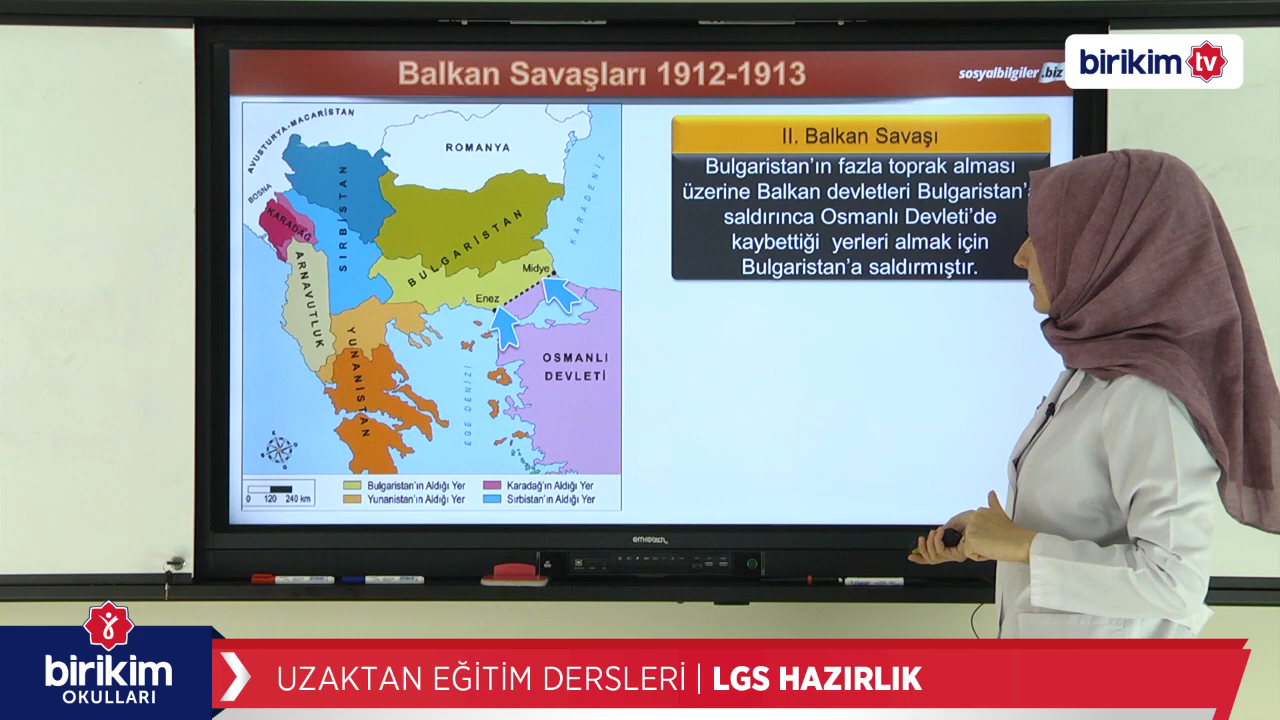 Balkan Savaşları 1912-1913
sosyalbilgiler.biz
birikim tv
AVUSTURYA-MACARİSTAN
ROMANYA
BOSNA
KARADAĞ
SIRBİSTAN
BULGARİSTAN
KARADENİZ
ARNAVUTLUK
Midye
Enez
YUNANİSTAN
EGE DENİZİ
OSMANLI
DEVLETİ
0 120 240 km
Bulgaristan'ın Aldığı Yer
Karadağ'ın Aldığı Yer
Yunanistan'ın Aldığı Yer
Sırbistan'ın Aldığı Yer
II. Balkan Savaşı
Bulgaristan'ın fazla toprak alması
üzerine Balkan devletleri Bulgaristan'a
saldırınca Osmanlı Devleti'de
kaybettiği yerleri almak için
Bulgaristan'a saldırmıştır.
birikim
OKULLARI
UZAKTAN EĞİTİM DERSLERİ | LGS HAZIRLIK